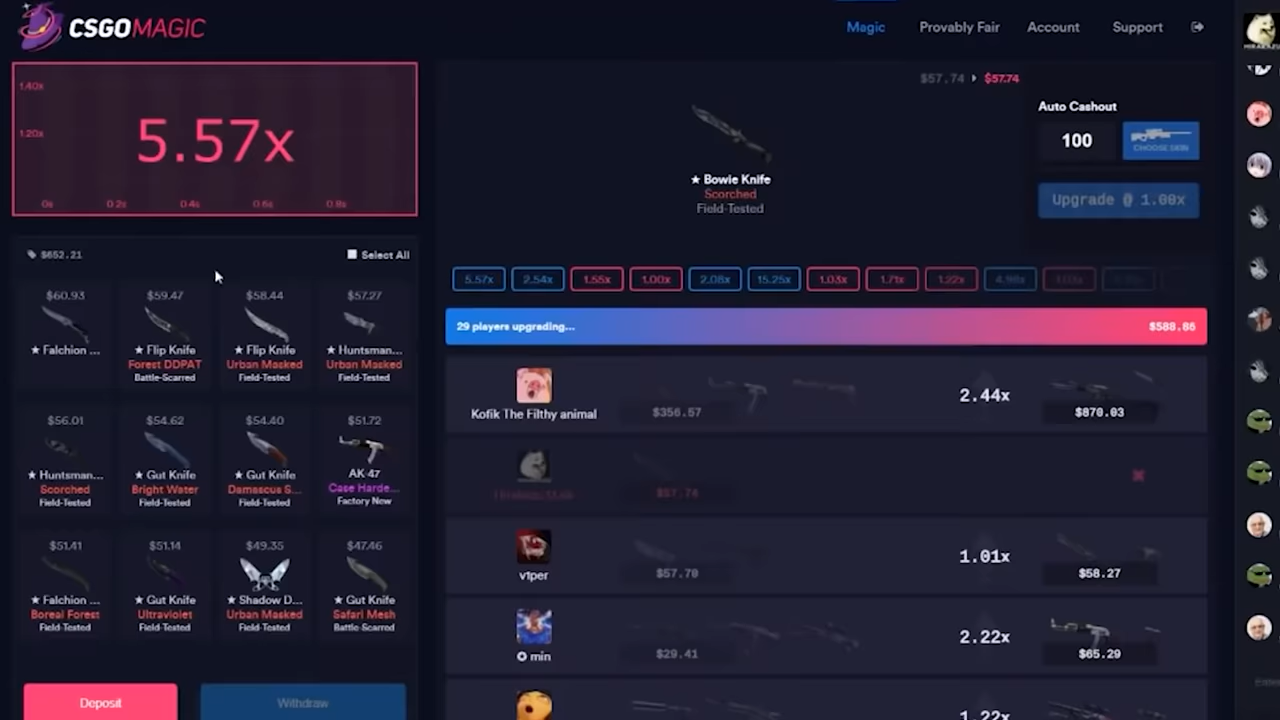 CSGOMAGIC
Magic
Provably Fair
Account
Support
1.40x
1.20x
5.57x
0s
0.2s
0.4s
0.6s
0.8s
$57.74
$57.74
★ Bowie Knife
Scorched
Field-Tested
Auto Cashout
100
CHOOSE SKIN
Upgrade @ 1.00x
$652.21
Select All
$60.93
$59.47
$58.44
$57.27
★ Falchion ...
★ Flip Knife
★ Flip Knife
★ Huntsman...
Forest DDPAT
Urban Masked
Urban Masked
Battle-Scarred
Field-Tested
Field-Tested
$56.01
$54.62
$54.40
$51.72
★ Huntsman...
★ Gut Knife
★ Gut Knife
AK-47
Scorched
Bright Water
Damascus S...
Case Harde...
Field-Tested
Field-Tested
Field-Tested
Factory New
$51.41
$51.14
$49.35
$47.46
★ Falchion ...
★ Gut Knife
★ Shadow D...
★ Gut Knife
Boreal Forest
Ultraviolet
Urban Masked
Safari Mesh
Field-Tested
Field-Tested
Field-Tested
Battle-Scarred
Deposit
Withdraw
5.57x
2.54x
1.55x
1.00x
2.08x
15.25x
1.03x
1.71x
1.22x
29 players upgrading...
$588.86
Kofik The Filthy animal
$356.57
2.44x
$870.03
$57.74
v1per
$57.70
1.01x
$58.27
✪ min
$29.41
2.22x
$65.29
1.22x